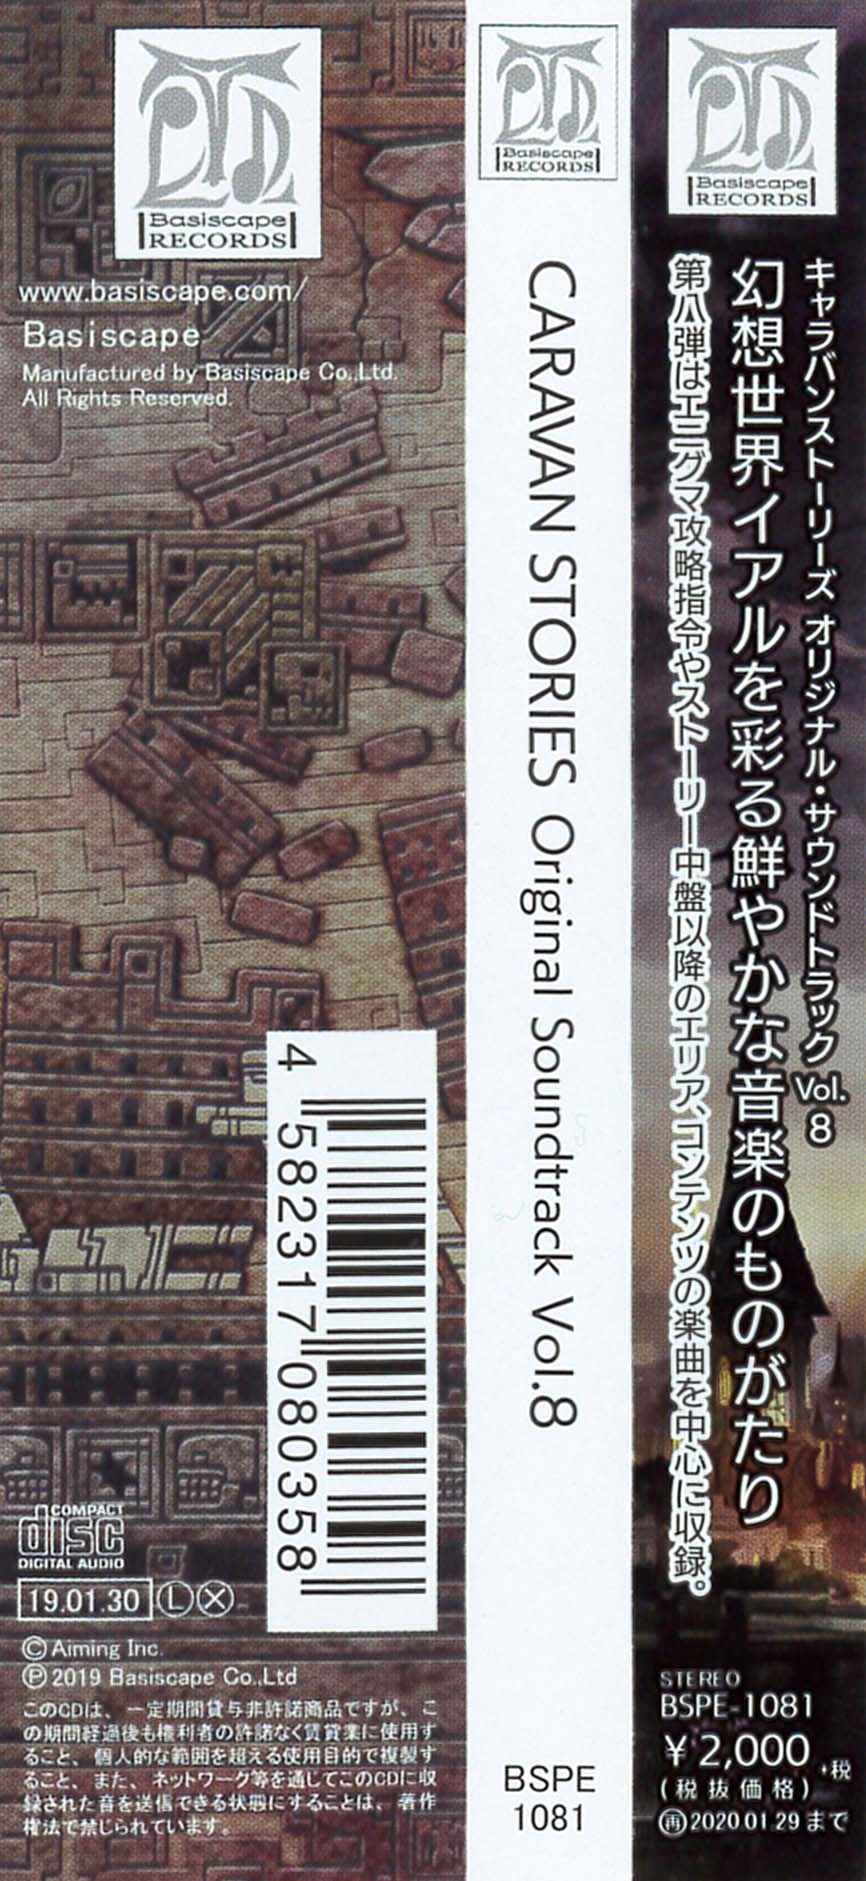 Basiscape
RECORDS
www.basiscape.com/
Basiscape
Manufactured by Basiscape Co.,Ltd.
All Rights Reserved.
4 582317 080358
COMPACT
disc
DIGITAL AUDIO
19.01.30 Ⓛ Ⓧ
©Aiming Inc.
℗2019 Basiscape Co.,Ltd
このCDは、一定期間貸与非許諾商品ですが、こ
の期間経過後も権利者の許諾なく賃貸業に使用す
ること、個人的な範囲を超える使用目的で複製す
ること、また、ネットワーク等を通してこのCDに収
録された音を送信できる状態にすることは、著作
権法で禁じられています。
Basiscape
RECORDS
CARAVAN STORIES Original Soundtrack Vol.8
BSPE
1081
Basiscape
RECORDS
キャラバンストーリーズ オリジナル・サウンドトラック Vol.8
幻想世界イアルを彩る鮮やかな音楽のものがたり
第八弾はエニグマ攻略指令やストーリー中盤以降のエリア、コンテンツの楽曲を中心に収録。
STEREO
BSPE-1081
¥2,000 +税
(税抜価格)
㊢2020.01.29まで